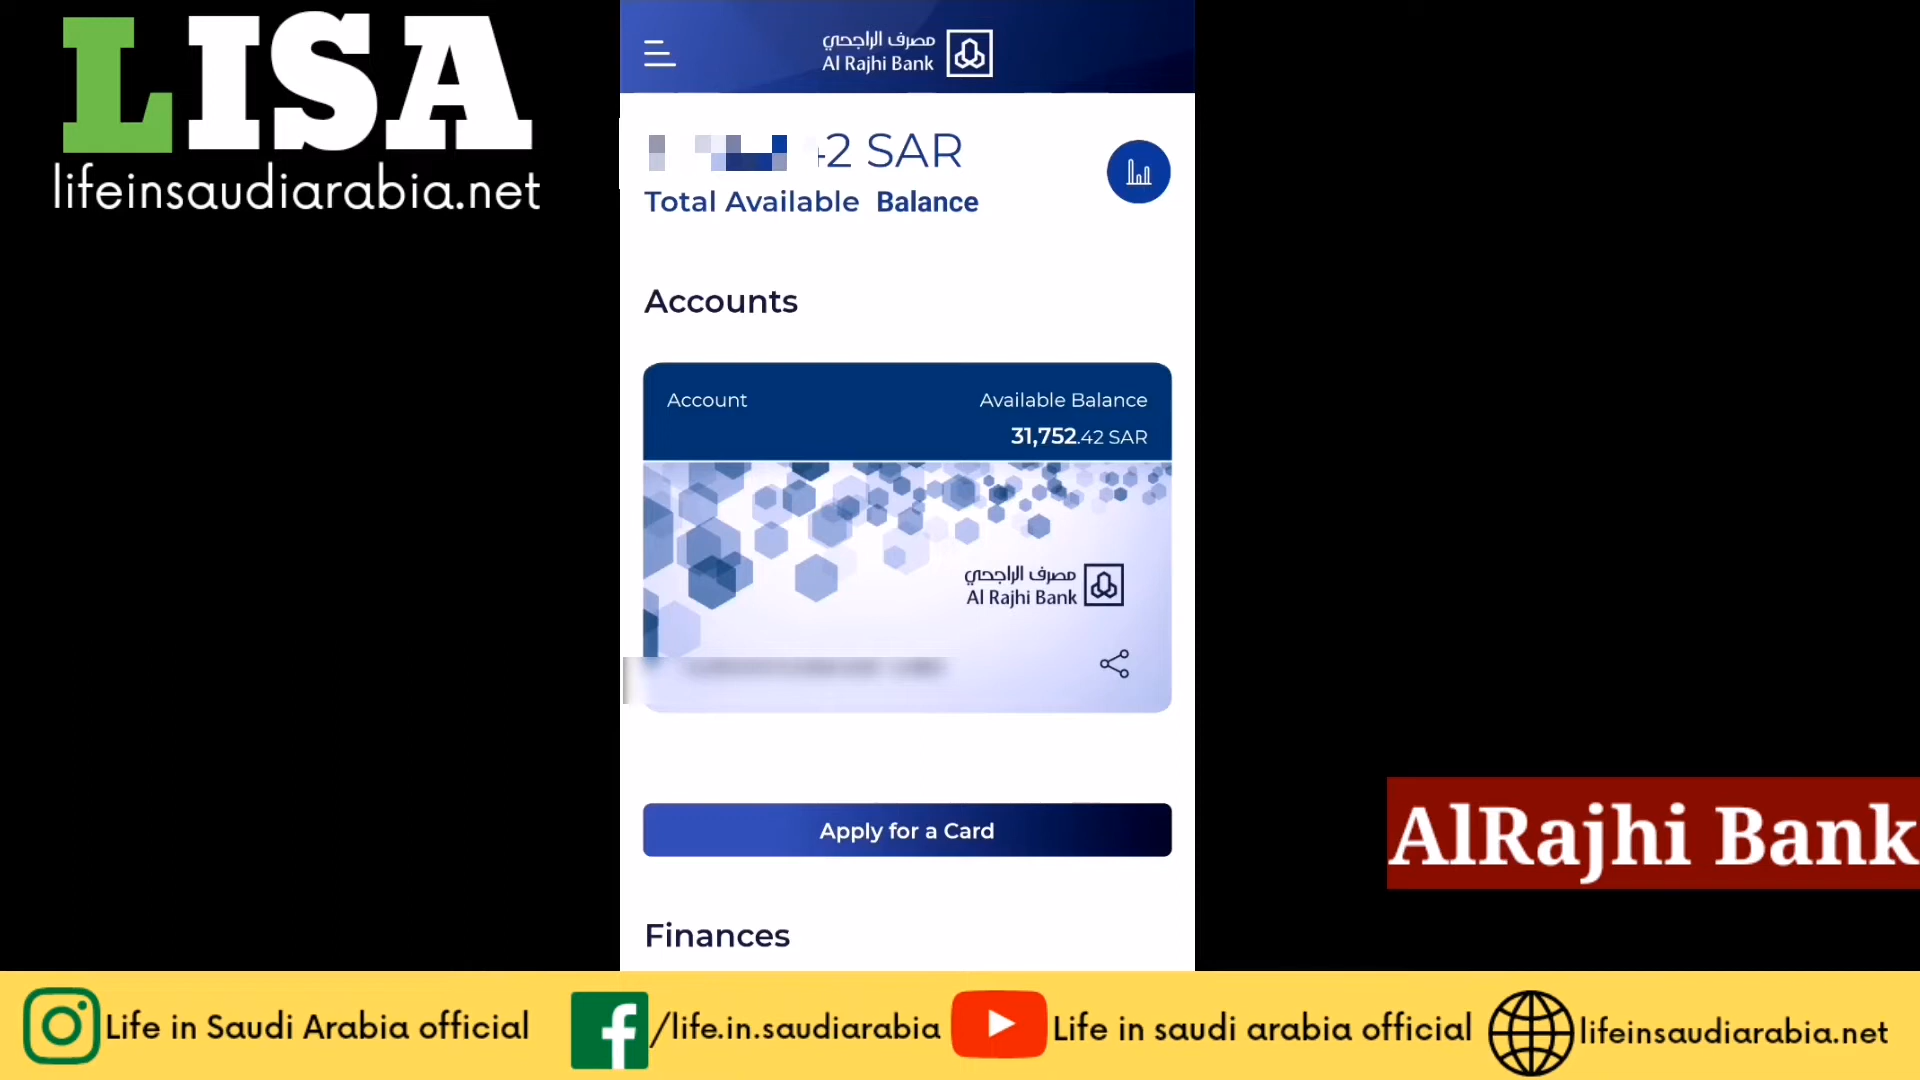 LISA
lifeinsaudiarabia.net
مصرف الراجحي
Al Rajhi Bank
42 SAR
Total Available Balance
Accounts
Account
Available Balance
31,752.42 SAR
مصرف الراجحي
Al Rajhi Bank
Apply for a Card
AlRajhi Bank
Finances
Life in Saudi Arabia official
/life.in.saudiarabia
Life in saudi arabia official
lifeinsaudiarabia.net